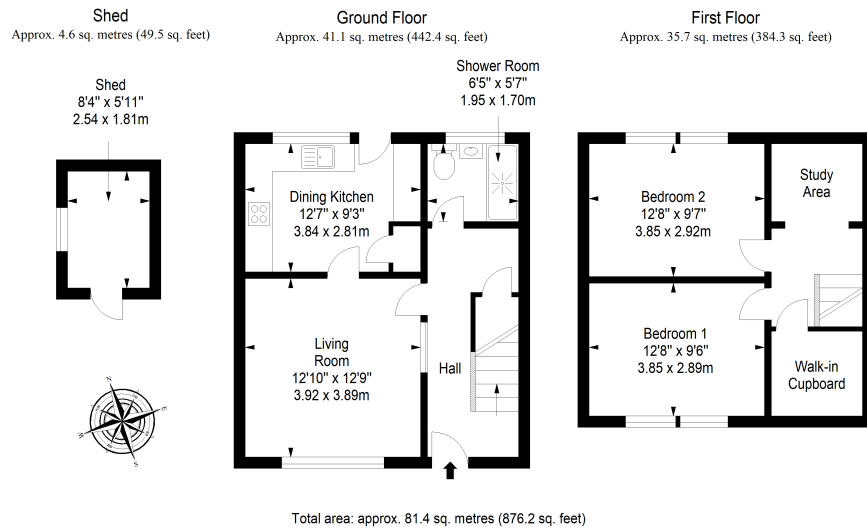 Shed
Approx. 4.6 sq. metres (49.5 sq. feet)
Ground Floor
Approx. 41.1 sq. metres (442.4 sq. feet)
First Floor
Approx. 35.7 sq. metres (384.3 sq. feet)
Shed
8'4" x 5'11"
2.54 x 1.81m
Shower Room
6'5" x 5'7"
1.95 x 1.70m
Dining Kitchen
12'7" x 9'3"
3.84 x 2.81m
Living
Room
12'10" x 12'9"
3.92 x 3.89m
Hall
Bedroom 2
12'8" x 9'7"
3.85 x 2.92m
Study
Area
Bedroom 1
12'8" x 9'6"
3.85 x 2.89m
Walk-in
Cupboard
N
E
W
S
Total area: approx. 81.4 sq. metres (876.2 sq. feet)